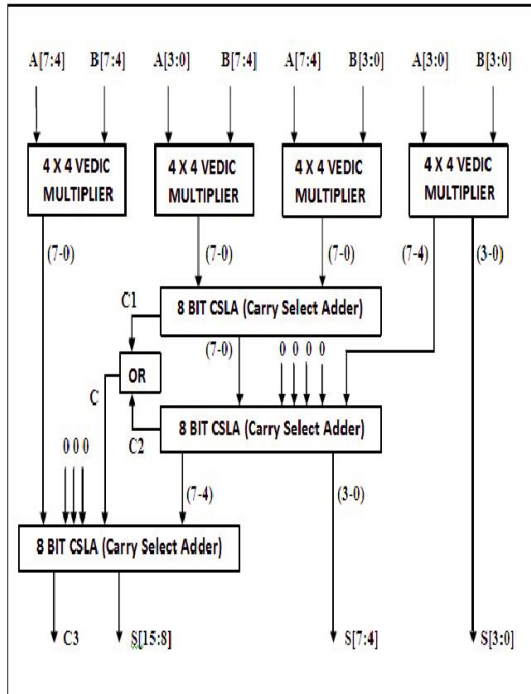 A[7:4] B[7:4] A[3:0] B[7:4] A[7:4] B[3:0] A[3:0] B[3:0]
4 X 4 VEDIC MULTIPLIER
4 X 4 VEDIC MULTIPLIER
4 X 4 VEDIC MULTIPLIER
4 X 4 VEDIC MULTIPLIER
(7-0) (7-0) (7-0) (7-4) (3-0)
8 BIT CSLA (Carry Select Adder)
C1
(7-0) 0 0 0 0
OR
C
8 BIT CSLA (Carry Select Adder)
C2
0 0 0
(7-4) (3-0)
8 BIT CSLA (Carry Select Adder)
C3 S[15:8] S[7:4] S[3:0]